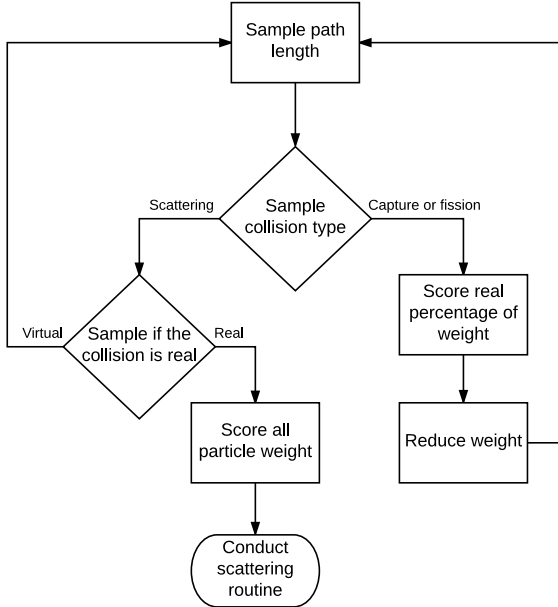 Sample path
length
Sample
collision type
Scattering
Capture or fission
Sample if the
collision is real
Virtual
Real
Score real
percentage of
weight
Score all
particle weight
Reduce weight
Conduct
scattering
routine